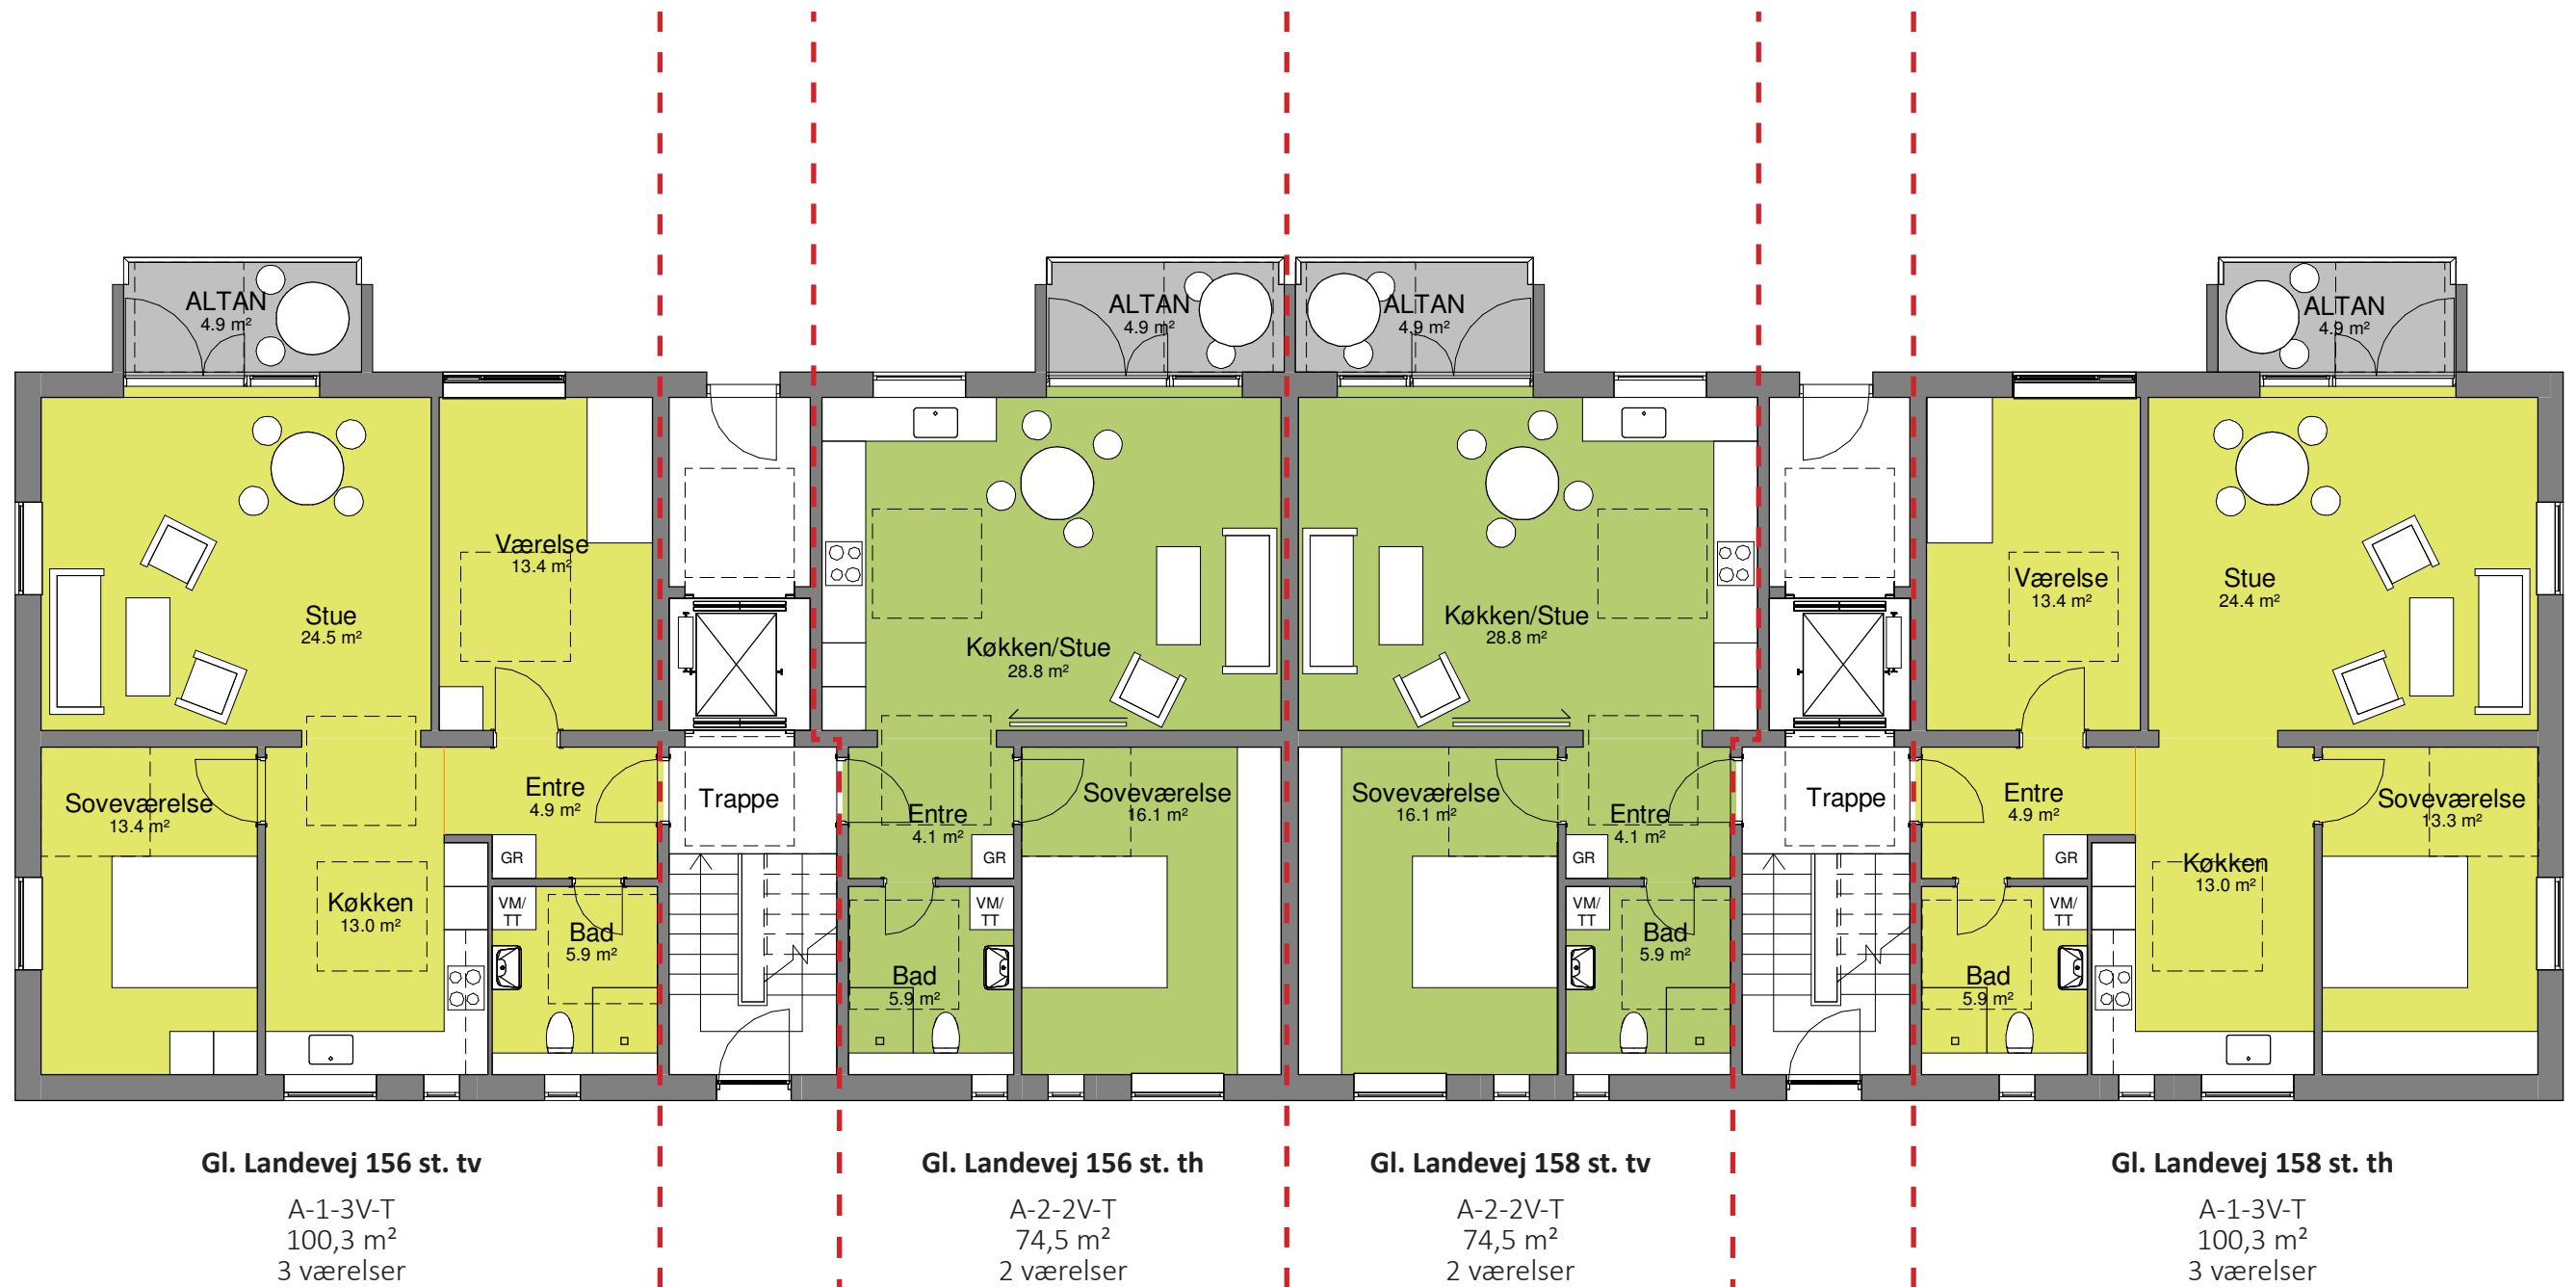 ALTAN
4.9 m²
ALTAN
4.9 m²
ALTAN
4.9 m²
ALTAN
4.9 m²
Stue
24.5 m²
Værelse
13.4 m²
Køkken/Stue
28.8 m²
Køkken/Stue
28.8 m²
Værelse
13.4 m²
Stue
24.4 m²
Soveværelse
13.4 m²
Entre
4.9 m²
Trappe
Entre
4.1 m²
Soveværelse
16.1 m²
Soveværelse
16.1 m²
Entre
4.1 m²
Trappe
Entre
4.9 m²
Soveværelse
13.3 m²
GR
GR
GR
GR
Køkken
13.0 m²
VM/
TT
Bad
5.9 m²
VM/
TT
Bad
5.9 m²
VM/
TT
Bad
5.9 m²
VM/
TT
Bad
5.9 m²
Køkken
13.0 m²
Gl. Landevej 156 st. tv
A-1-3V-T
100,3 m²
3 værelser
Gl. Landevej 156 st. th
A-2-2V-T
74,5 m²
2 værelser
Gl. Landevej 158 st. tv
A-2-2V-T
74,5 m²
2 værelser
Gl. Landevej 158 st. th
A-1-3V-T
100,3 m²
3 værelser